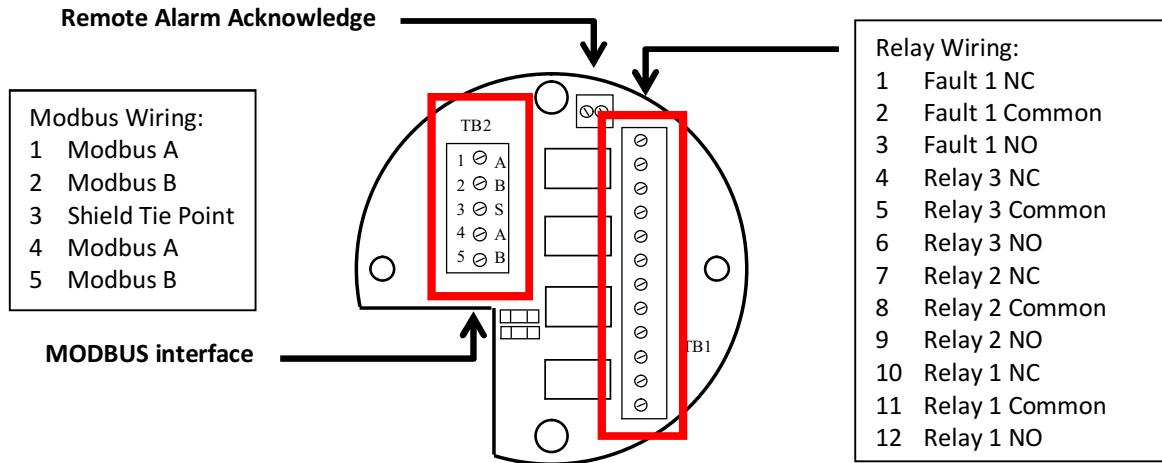 Remote Alarm Acknowledge
Modbus Wiring:
1 Modbus A
2 Modbus B
3 Shield Tie Point
4 Modbus A
5 Modbus B
TB2
1 A
2 B
3 S
4 A
5 B
MODBUS interface
TB1
Relay Wiring:
1 Fault 1 NC
2 Fault 1 Common
3 Fault 1 NO
4 Relay 3 NC
5 Relay 3 Common
6 Relay 3 NO
7 Relay 2 NC
8 Relay 2 Common
9 Relay 2 NO
10 Relay 1 NC
11 Relay 1 Common
12 Relay 1 NO